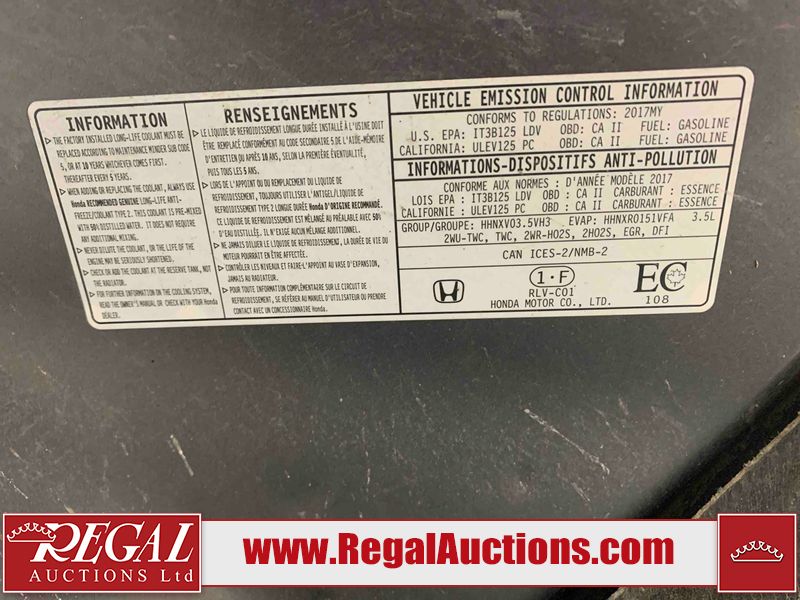 INFORMATION
▷ THE FACTORY INSTALLED LONG-LIFE COOLANT MUST BE
REPLACED ACCORDING TO MAINTENANCE MINDER SUB CODE
5, OR AT 10 YEARS WHICHEVER COMES FIRST.
THEREAFTER EVERY 5 YEARS.
▷ WHEN ADDING OR REPLACING THE COOLANT, ALWAYS USE
Honda RECOMMENDED GENUINE LONG-LIFE ANTI-
FREEZE/COOLANT TYPE 2. THIS COOLANT IS PRE-MIXED
WITH 50% DISTILLED WATER. IT DOES NOT REQUIRE
ANY MIXING.
▷ NEVER DILUTE THE COOLANT, OR THE LIFE OF THE
ENGINE MAY BE SERIOUSLY SHORTENED.
▷ CHECK OR ADD THE COOLANT AT THE RESERVE TANK, NOT
THE RADIATOR.
▷ FOR FURTHER INFORMATION ON THE COOLING SYSTEM,
READ THE OWNER'S MANUAL OR CONTACT YOUR Honda
DEALER.
RENSEIGNEMENTS
▷ LE LIQUIDE DE REFROIDISSEMENT LONGUE DURÉE INSTALLÉ À L'USINE DOIT
ÊTRE REMPLACÉ CONFORMÉMENT AU CODE SECONDAIRE 5 DE L'AIDE-MÉMOIRE
D'ENTRETIEN OU APRÈS 10 ANS, SELON LA PREMIÈRE ÉVENTUALITÉ,
PUIS TOUS LES 5 ANS.
▷ LORS DE L'APPOINT OU DU REMPLACEMENT DU LIQUIDE DE
REFROIDISSEMENT, TOUJOURS UTILISER L'ANTIGEL/LIQUIDE DE
REFROIDISSEMENT TYPE 2 LONGUE DURÉE Honda D'ORIGINE RECOMMANDÉ.
CE LIQUIDE DE REFROIDISSEMENT EST MÉLANGÉ AU PRÉALABLE AVEC 50%
D'EAU DISTILLÉE. IL N'EXIGE AUCUN MÉLANGE ADDITIONNEL.
▷ NE JAMAIS DILUER LE LIQUIDE DE REFROIDISSEMENT, OU LA DURÉE DE VIE DU
MOTEUR POURRAIT ÊTRE CONSIDÉRABLEMENT RÉDUITE.
▷ CONTRÔLER LES NIVEAUX ET FAIRE L'APPOINT AU VASE D'EXPANSION,
JAMAIS DANS LE RADIATEUR.
▷ POUR TOUTE INFORMATION COMPLÉMENTAIRE SUR LE CIRCUIT DE
REFROIDISSEMENT, SE RÉFÉRER AU MANUEL D'UTILISATEUR OU PRENDRE
CONTACT AVEC UN CONCESSIONNAIRE Honda.
VEHICLE EMISSION CONTROL INFORMATION
CONFORMS TO REGULATIONS: 2017MY
U.S. EPA: IT3B125 LDV OBD: CA II FUEL: GASOLINE
CALIFORNIA: ULEV125 PC OBD: CA II FUEL: GASOLINE
INFORMATIONS-DISPOSITIFS ANTI-POLLUTION
CONFORME AUX NORMES : D'ANNÉE MODÈLE 2017
LOIS EPA : IT3B125 LDV OBD : CA II CARBURANT : ESSENCE
CALIFORNIE : ULEV125 PC OBD : CA II CARBURANT : ESSENCE
GROUP/GROUPE: HHNXV03.5VH3 EVAP: HHNXR0151VFA 3.5L
2WU-TWC, TWC, 2WR-HO2S, 2HO2S, EGR, DFI
CAN ICES-2/NMB-2
1-F
RLV-C01
HONDA MOTOR CO., LTD.
EC
108
REGAL
AUCTIONS Ltd
www.RegalAuctions.com